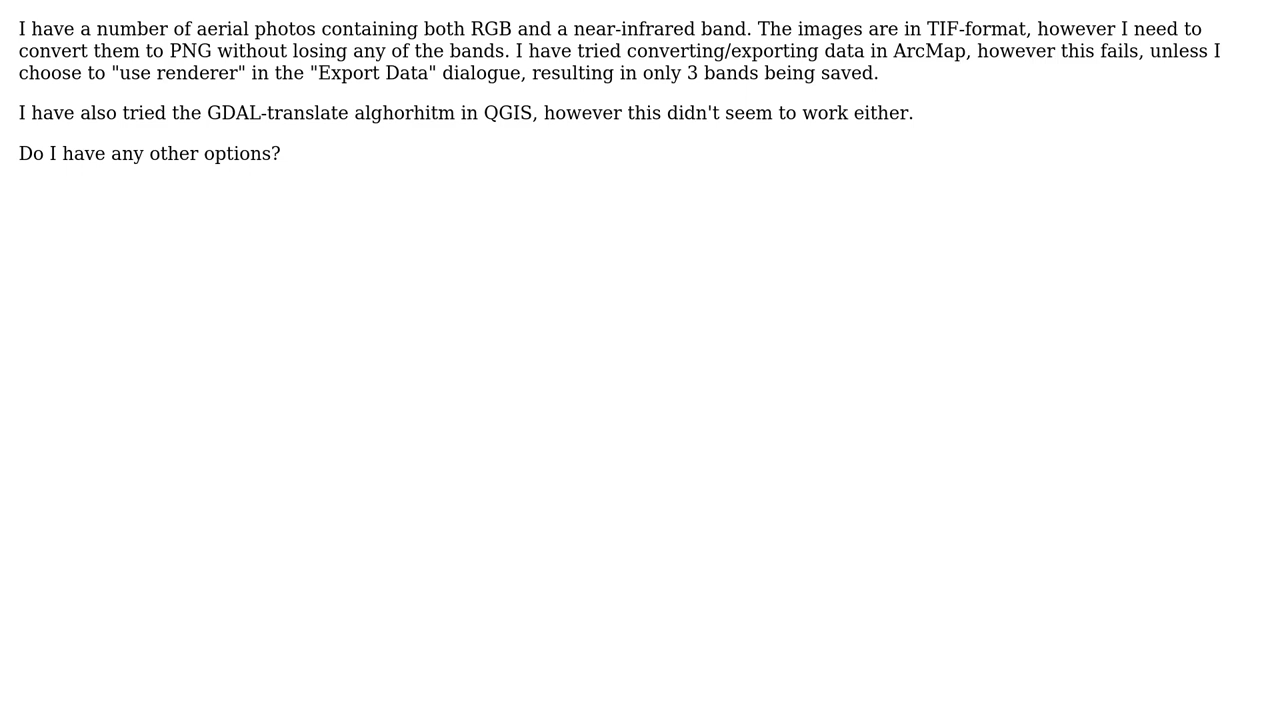 I have a number of aerial photos containing both RGB and a near-infrared band. The images are in TIF-format, however I need to
convert them to PNG without losing any of the bands. I have tried converting/exporting data in ArcMap, however this fails, unless I
choose to "use renderer" in the "Export Data" dialogue, resulting in only 3 bands being saved.
I have also tried the GDAL-translate alghorhitm in QGIS, however this didn't seem to work either.
Do I have any other options?